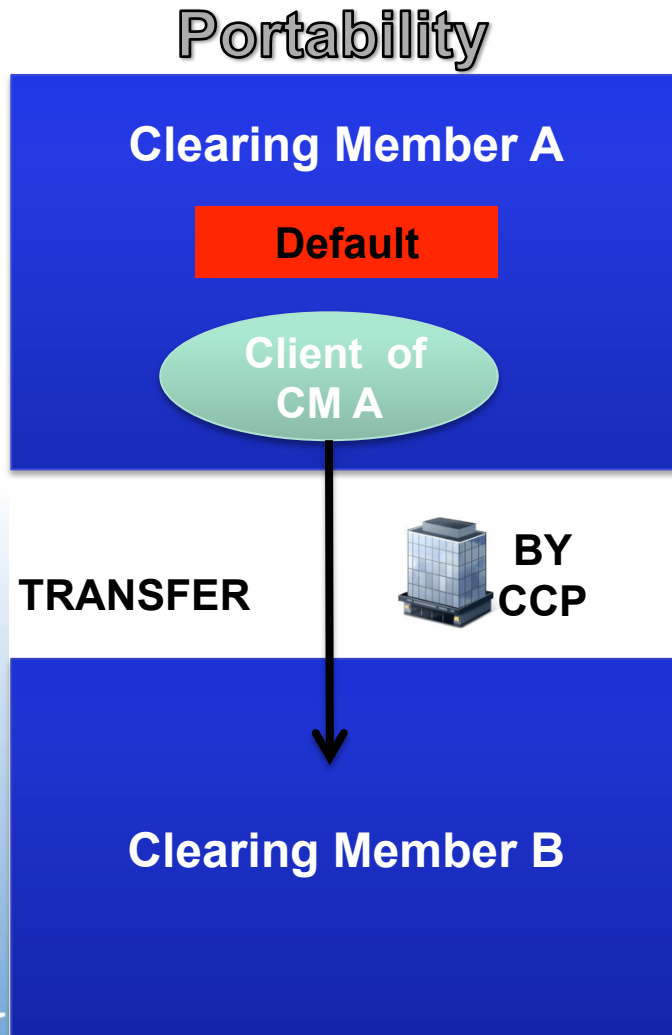 Portability
Clearing Member A
Default
Client of
CM A
BY
TRANSFER
CCP
Clearing Member B